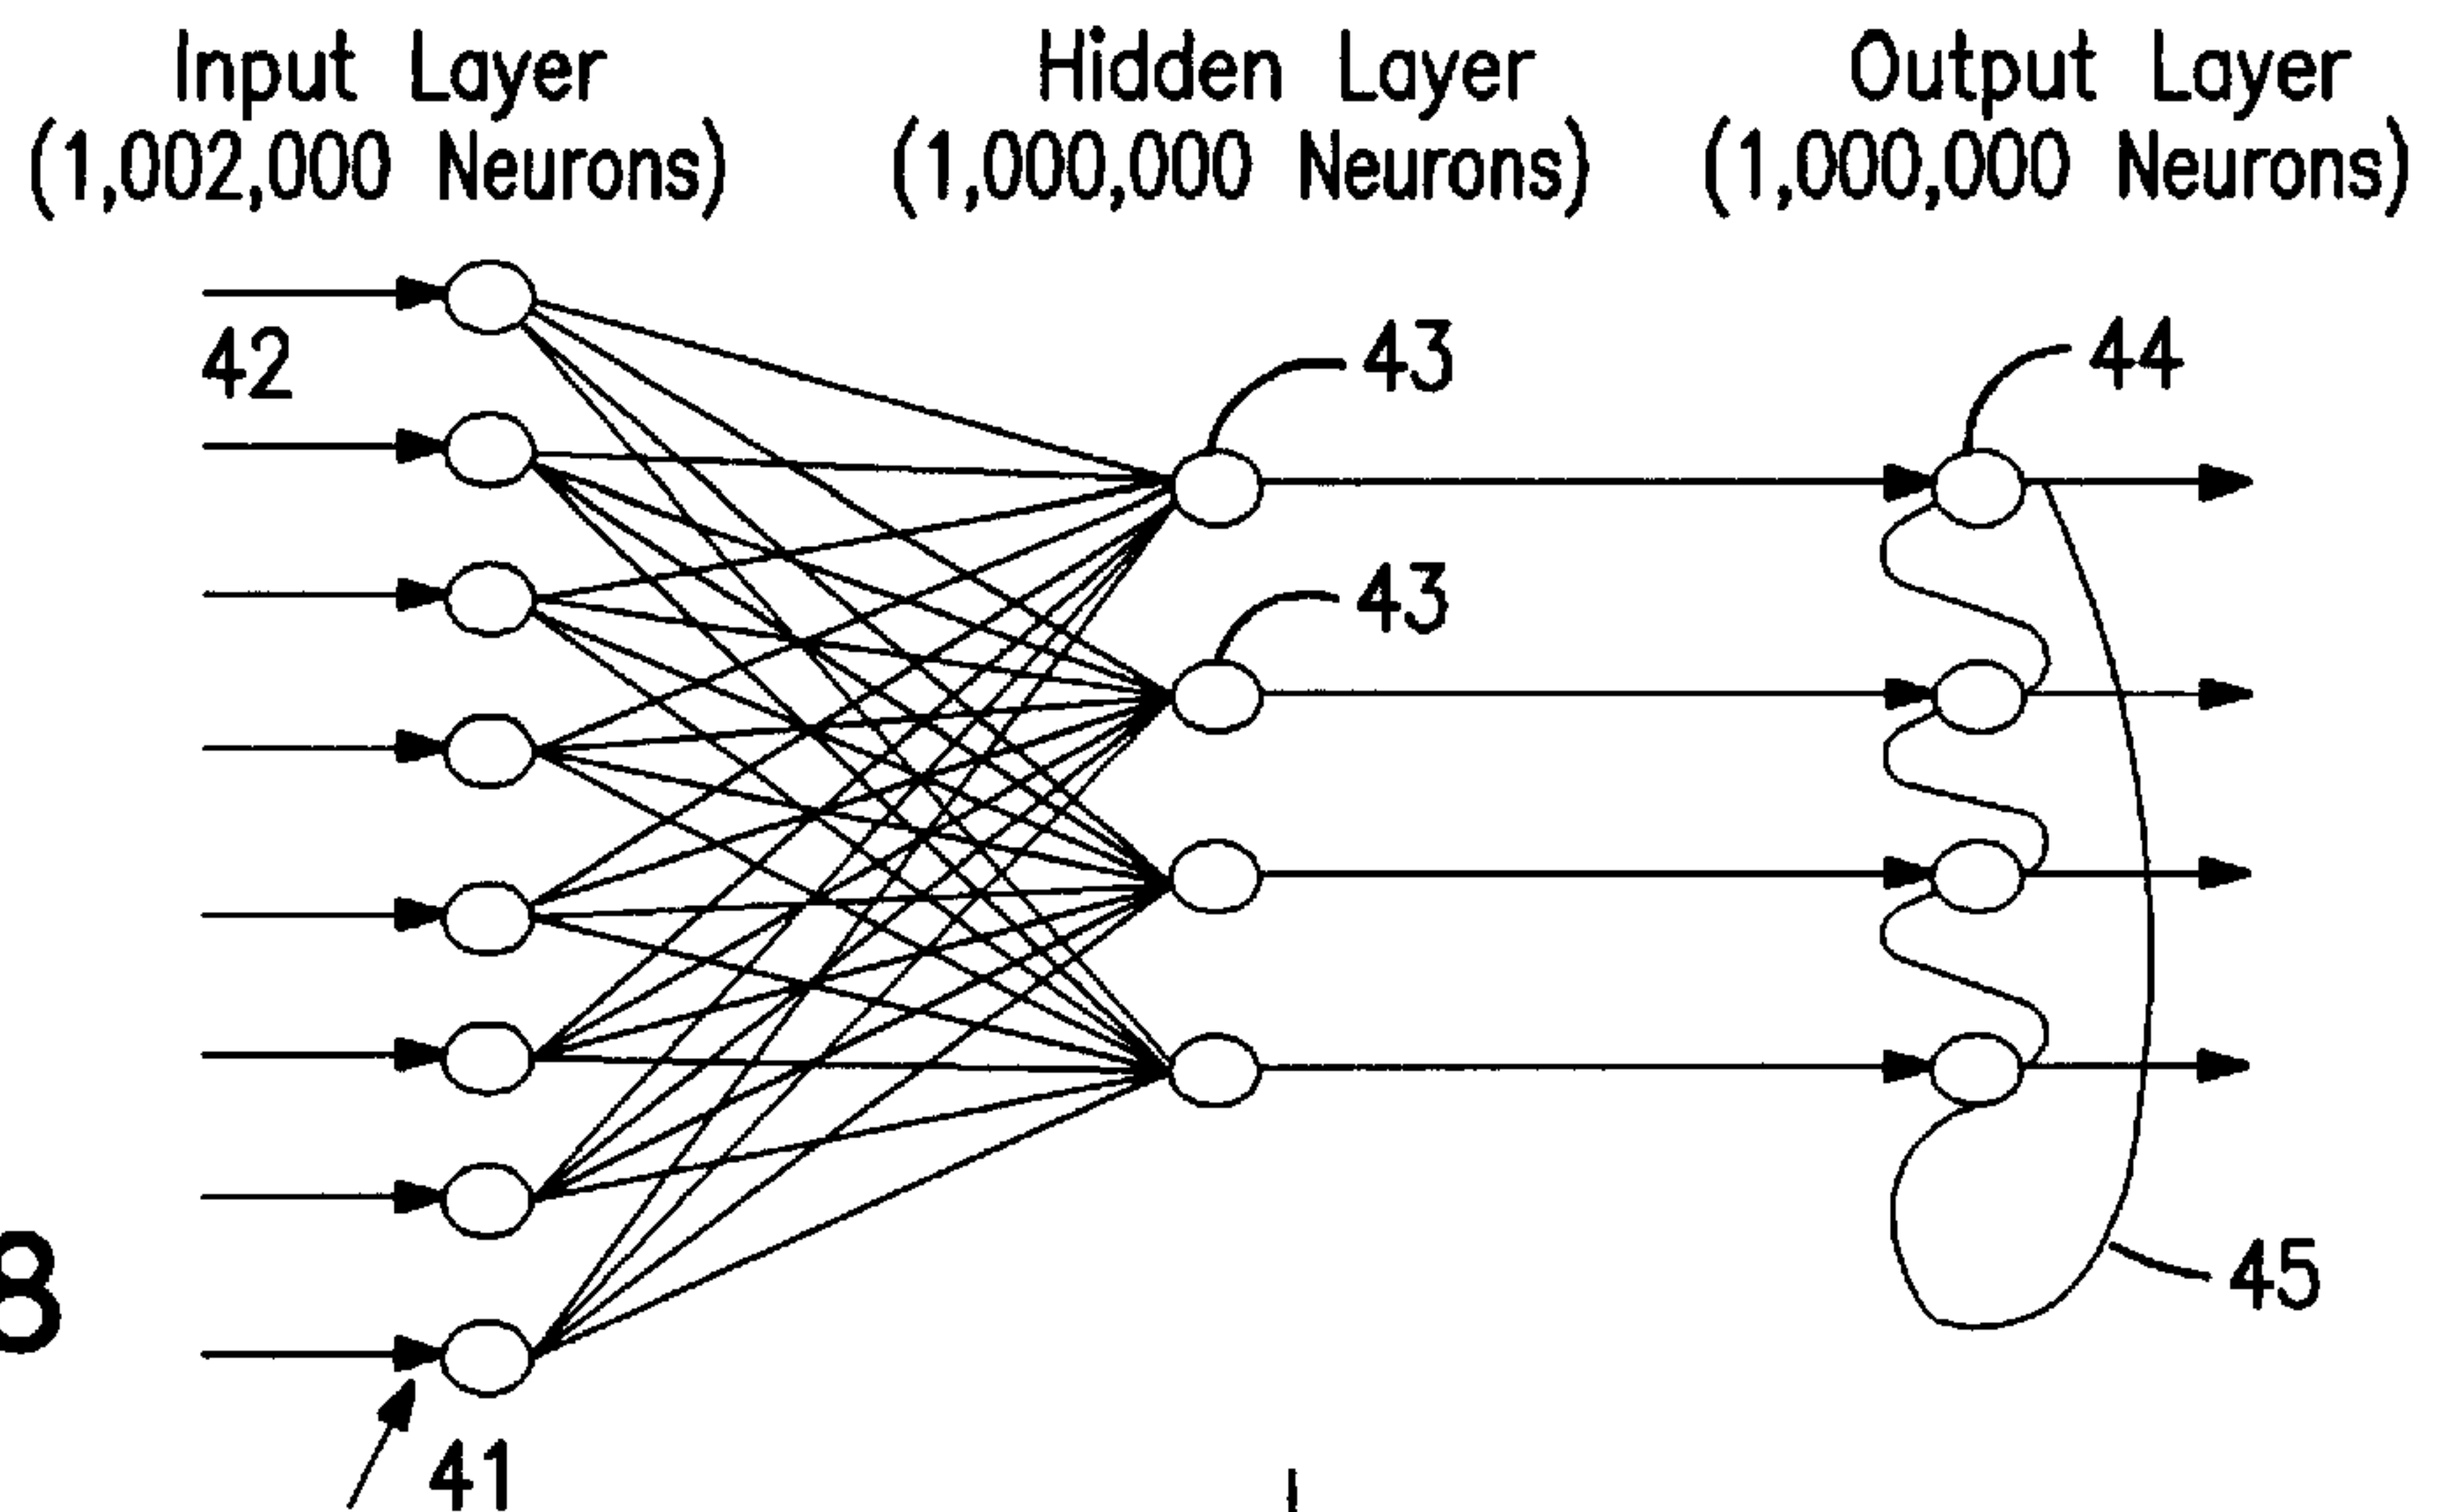 Input Layer
(1,002,000 Neurons)
Hidden Layer
(1,000,000 Neurons)
Output Layer
(1,000,000 Neurons)
42
43
44
43
45
8
41